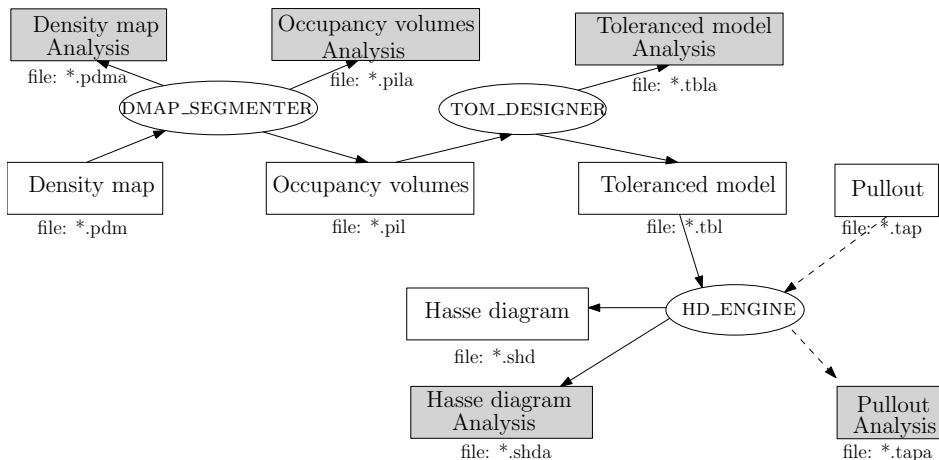 Density map
Analysis
file: *.pdma
Occupancy volumes
Analysis
file: *.pila
Toleranced model
Analysis
file: *.tbla
DMAP_SEGMENTER
TOM_DESIGNER
Density map
file: *.pdm
Occupancy volumes
file: *.pil
Toleranced model
file: *.tbl
Pullout
file: *.tap
Hasse diagram
file: *.shd
HD_ENGINE
Hasse diagram
Analysis
file: *.shda
Pullout
Analysis
file: *.tapa